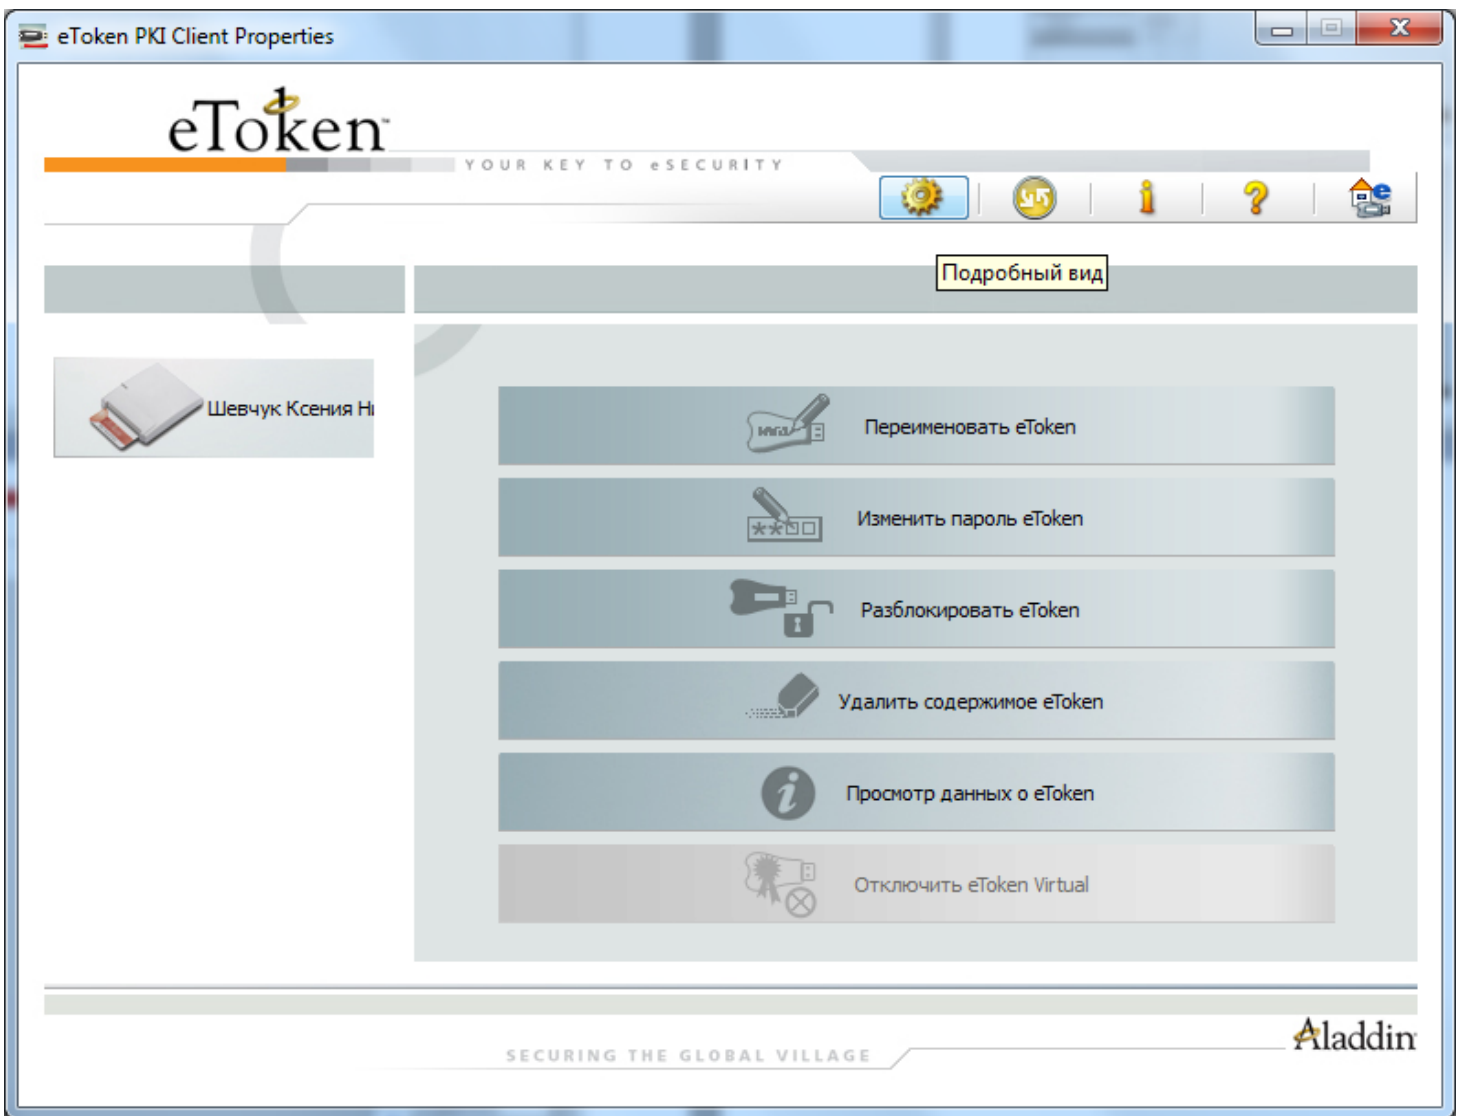 eToken PKI Client Properties
eToken
YOUR KEY TO eSECURITY
Подробный вид
Шевчук Ксения
Переименовать eToken
Изменить пароль eToken
Разблокировать eToken
Удалить содержимое eToken
Просмотр данных о eToken
Отключить eToken Virtual
Aladdin
SECURING THE GLOBAL VILLAGE